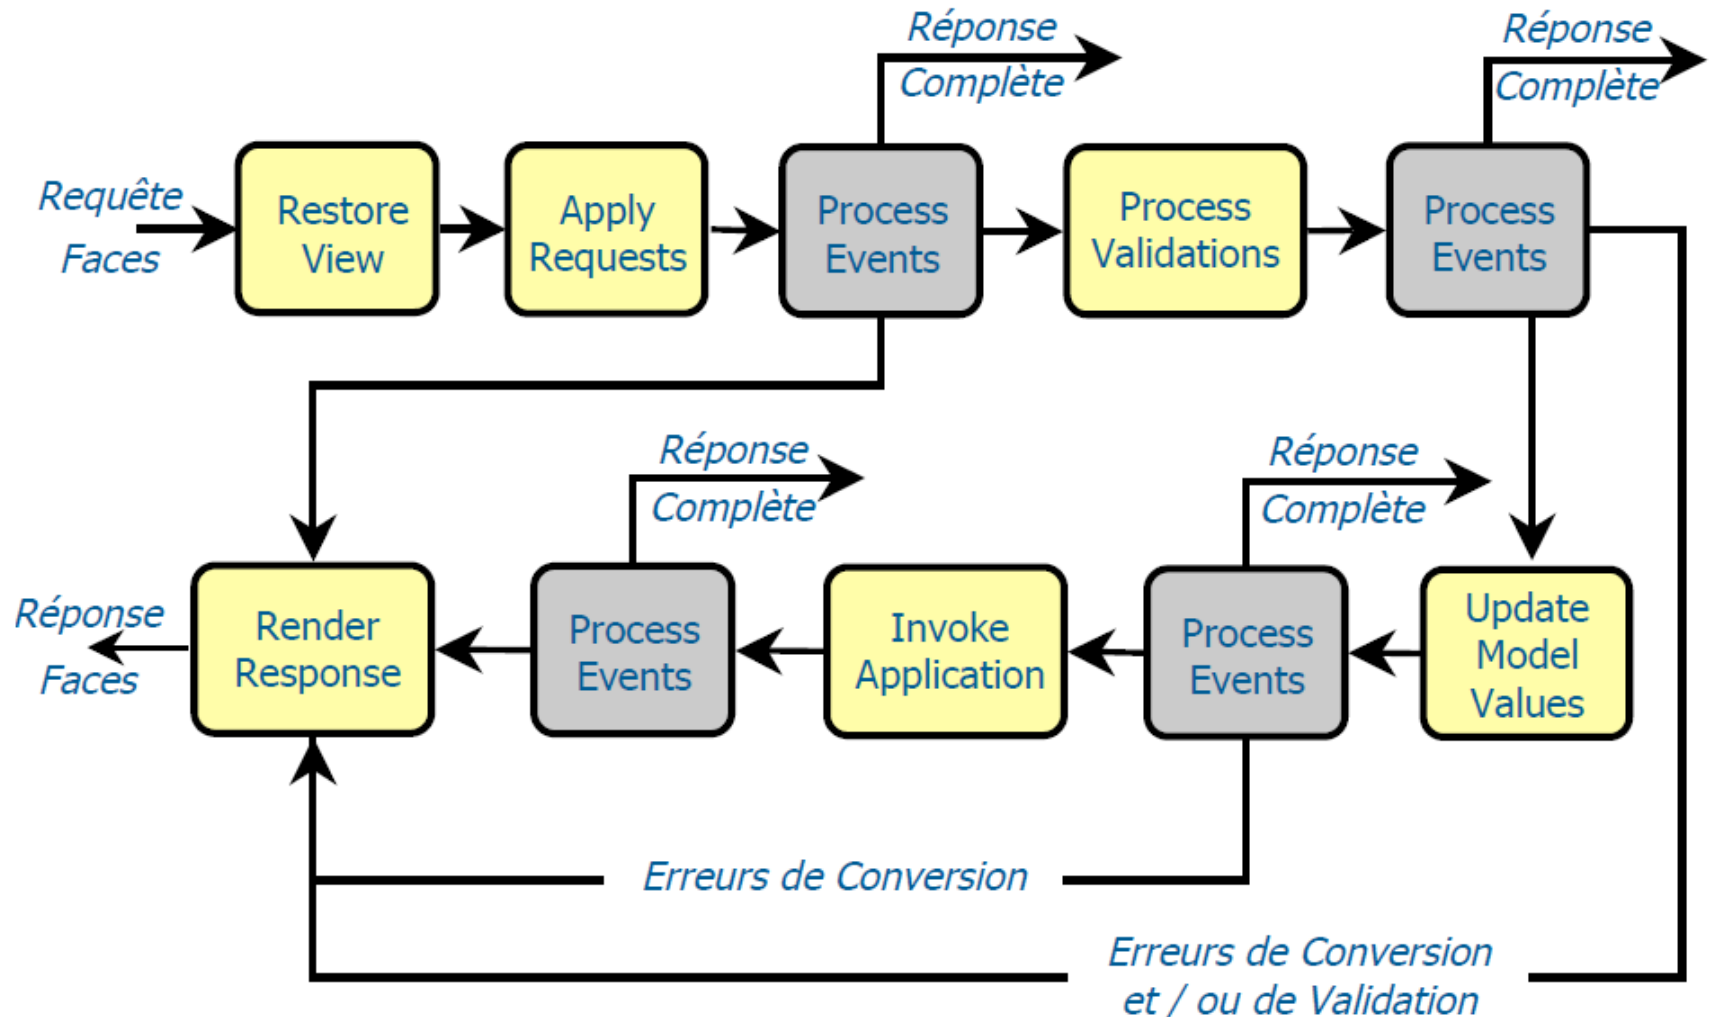 Réponse
Complète
Réponse
Complète
Requête
Faces
Restore
View
Apply
Requests
Process
Events
Process
Validations
Process
Events
Réponse
Complète
Réponse
Complète
Réponse
Faces
Render
Response
Process
Events
Invoke
Application
Process
Events
Update
Model
Values
Erreurs de Conversion
Erreurs de Conversion
et / ou de Validation